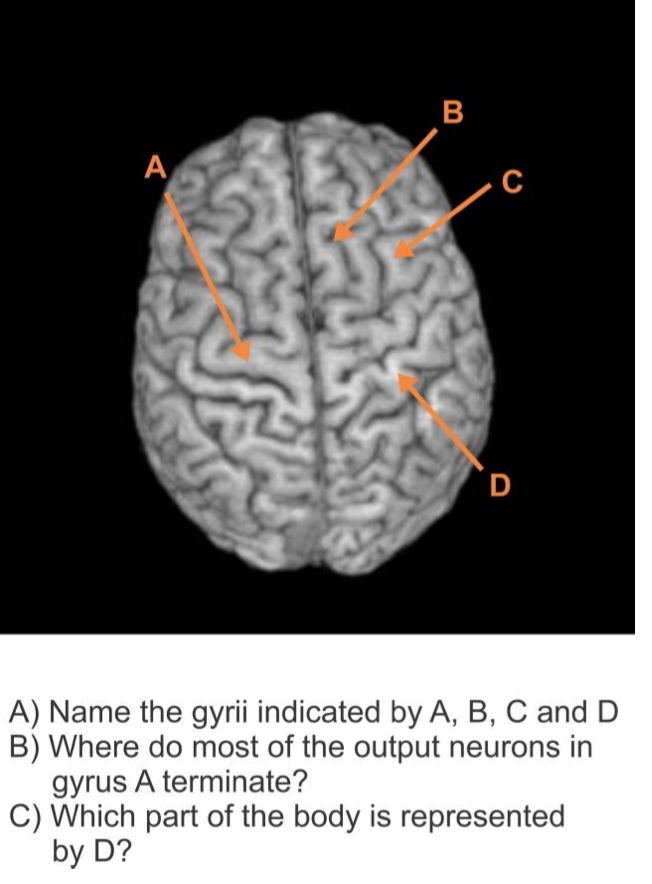 B
A
C
D
A) Name the gyrii indicated by A, B, C and D
B) Where do most of the output neurons in
gyrus A terminate?
C) Which part of the body is represented
by D?